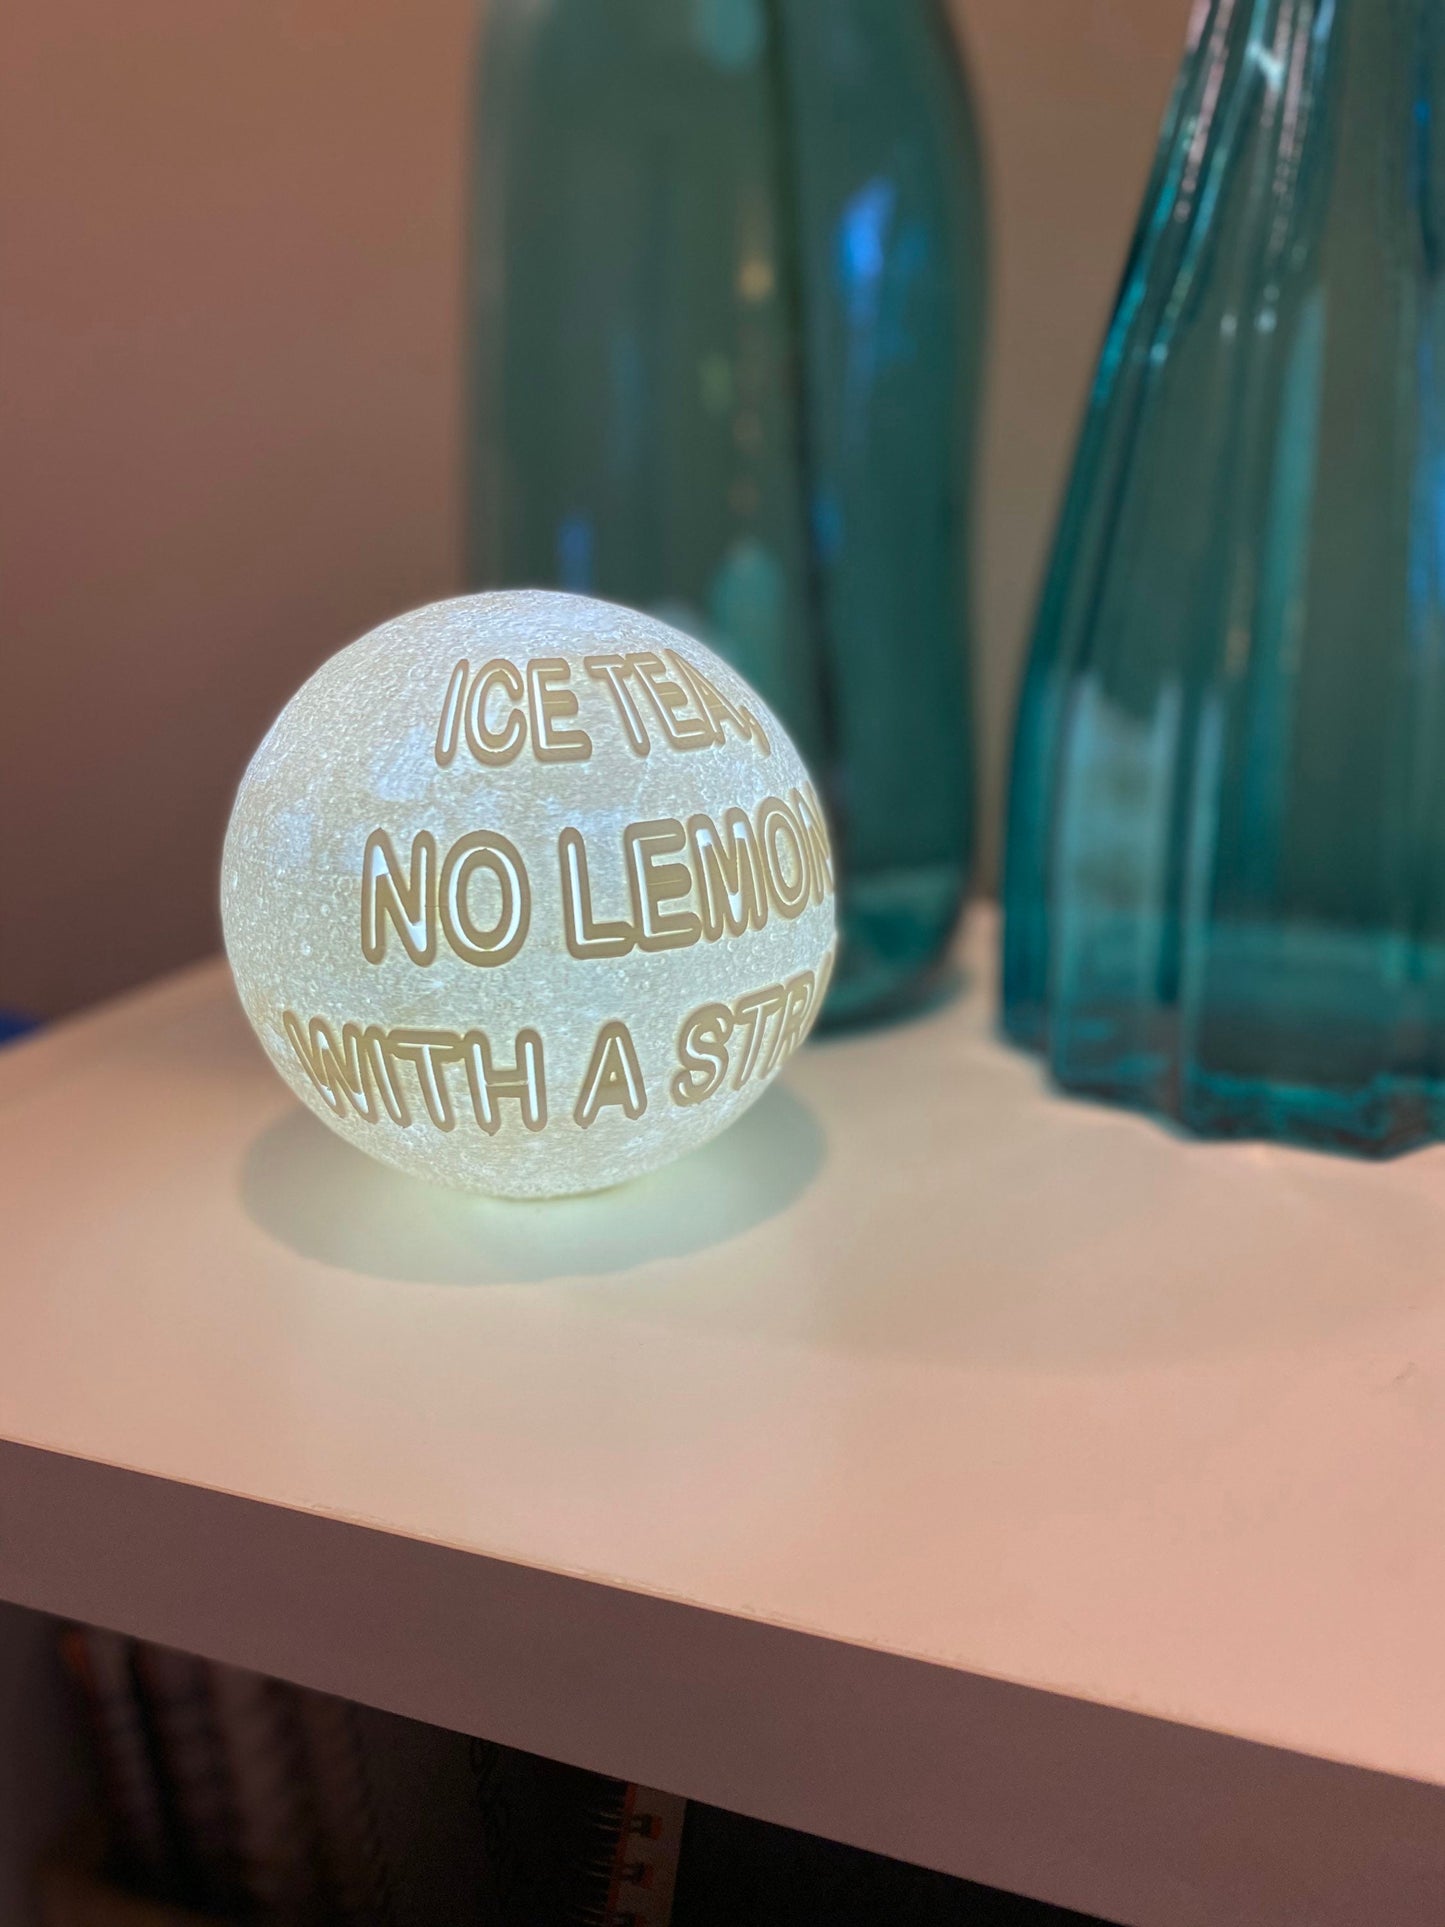 ICE TEA,
NO LEMON
WITH A STR